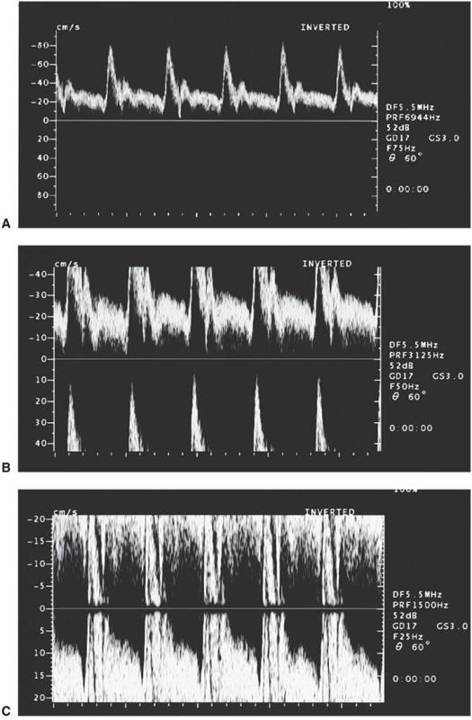 100%
cm/s INVERTED
-80
-60
-40
-20
0
20
40
60
80
DF5.5MHz
PRF6944Hz
52dB
GD17 GS3.0
F75Hz
θ 60°
0:00:00
A
cm/s INVERTED
-40
-30
-20
-10
0
10
20
30
40
DF5.5MHz
PRF3125Hz
52dB
GD17 GS3.0
F50Hz
θ 60°
0:00:00
B
100%
cm/s INVERTED
-20
-15
-10
-5
0
5
10
15
20
DF5.5MHz
PRF1500Hz
52dB
GD17 GS3.0
F25Hz
θ 60°
0:00:00
C